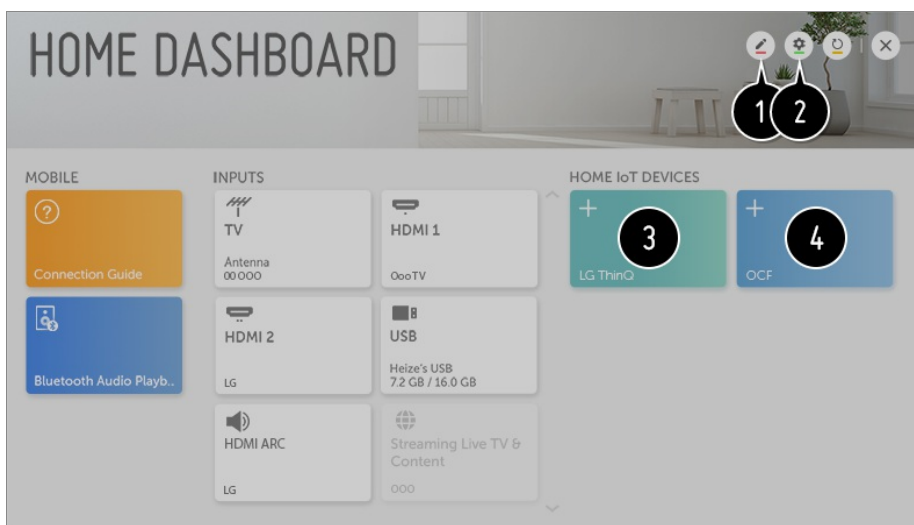 HOME DASHBOARD
1 2
MOBILE
INPUTS
HOME IoT DEVICES
Connection Guide
TV
Antenna
00 000
HDMI 1
OooTV
3
LG ThinQ
4
OCF
Bluetooth Audio Playb..
HDMI 2
LG
USB
Heize's USB
7.2 GB / 16.0 GB
HDMI ARC
LG
Streaming Live TV &
Content
000